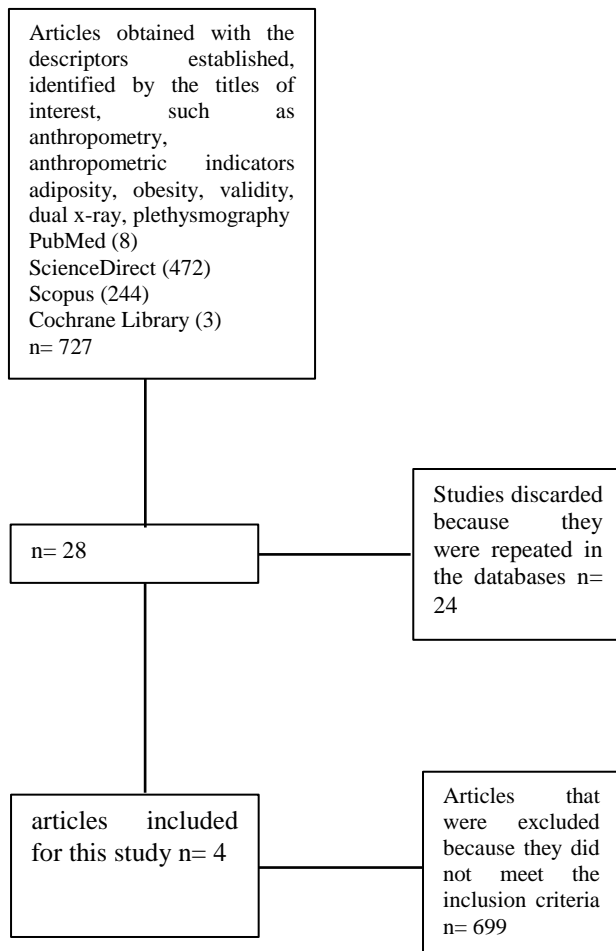 Articles obtained with the
descriptors established,
identified by the titles of
interest, such as
anthropometry,
anthropometric indicators
adiposity, obesity, validity,
dual x-ray, plethysmography
PubMed (8)
ScienceDirect (472)
Scopus (244)
Cochrane Library (3)
n= 727
n= 28
Studies discarded
because they
were repeated in
the databases n=
24
articles included
for this study n= 4
Articles that
were excluded
because they did
not meet the
inclusion criteria
n= 699